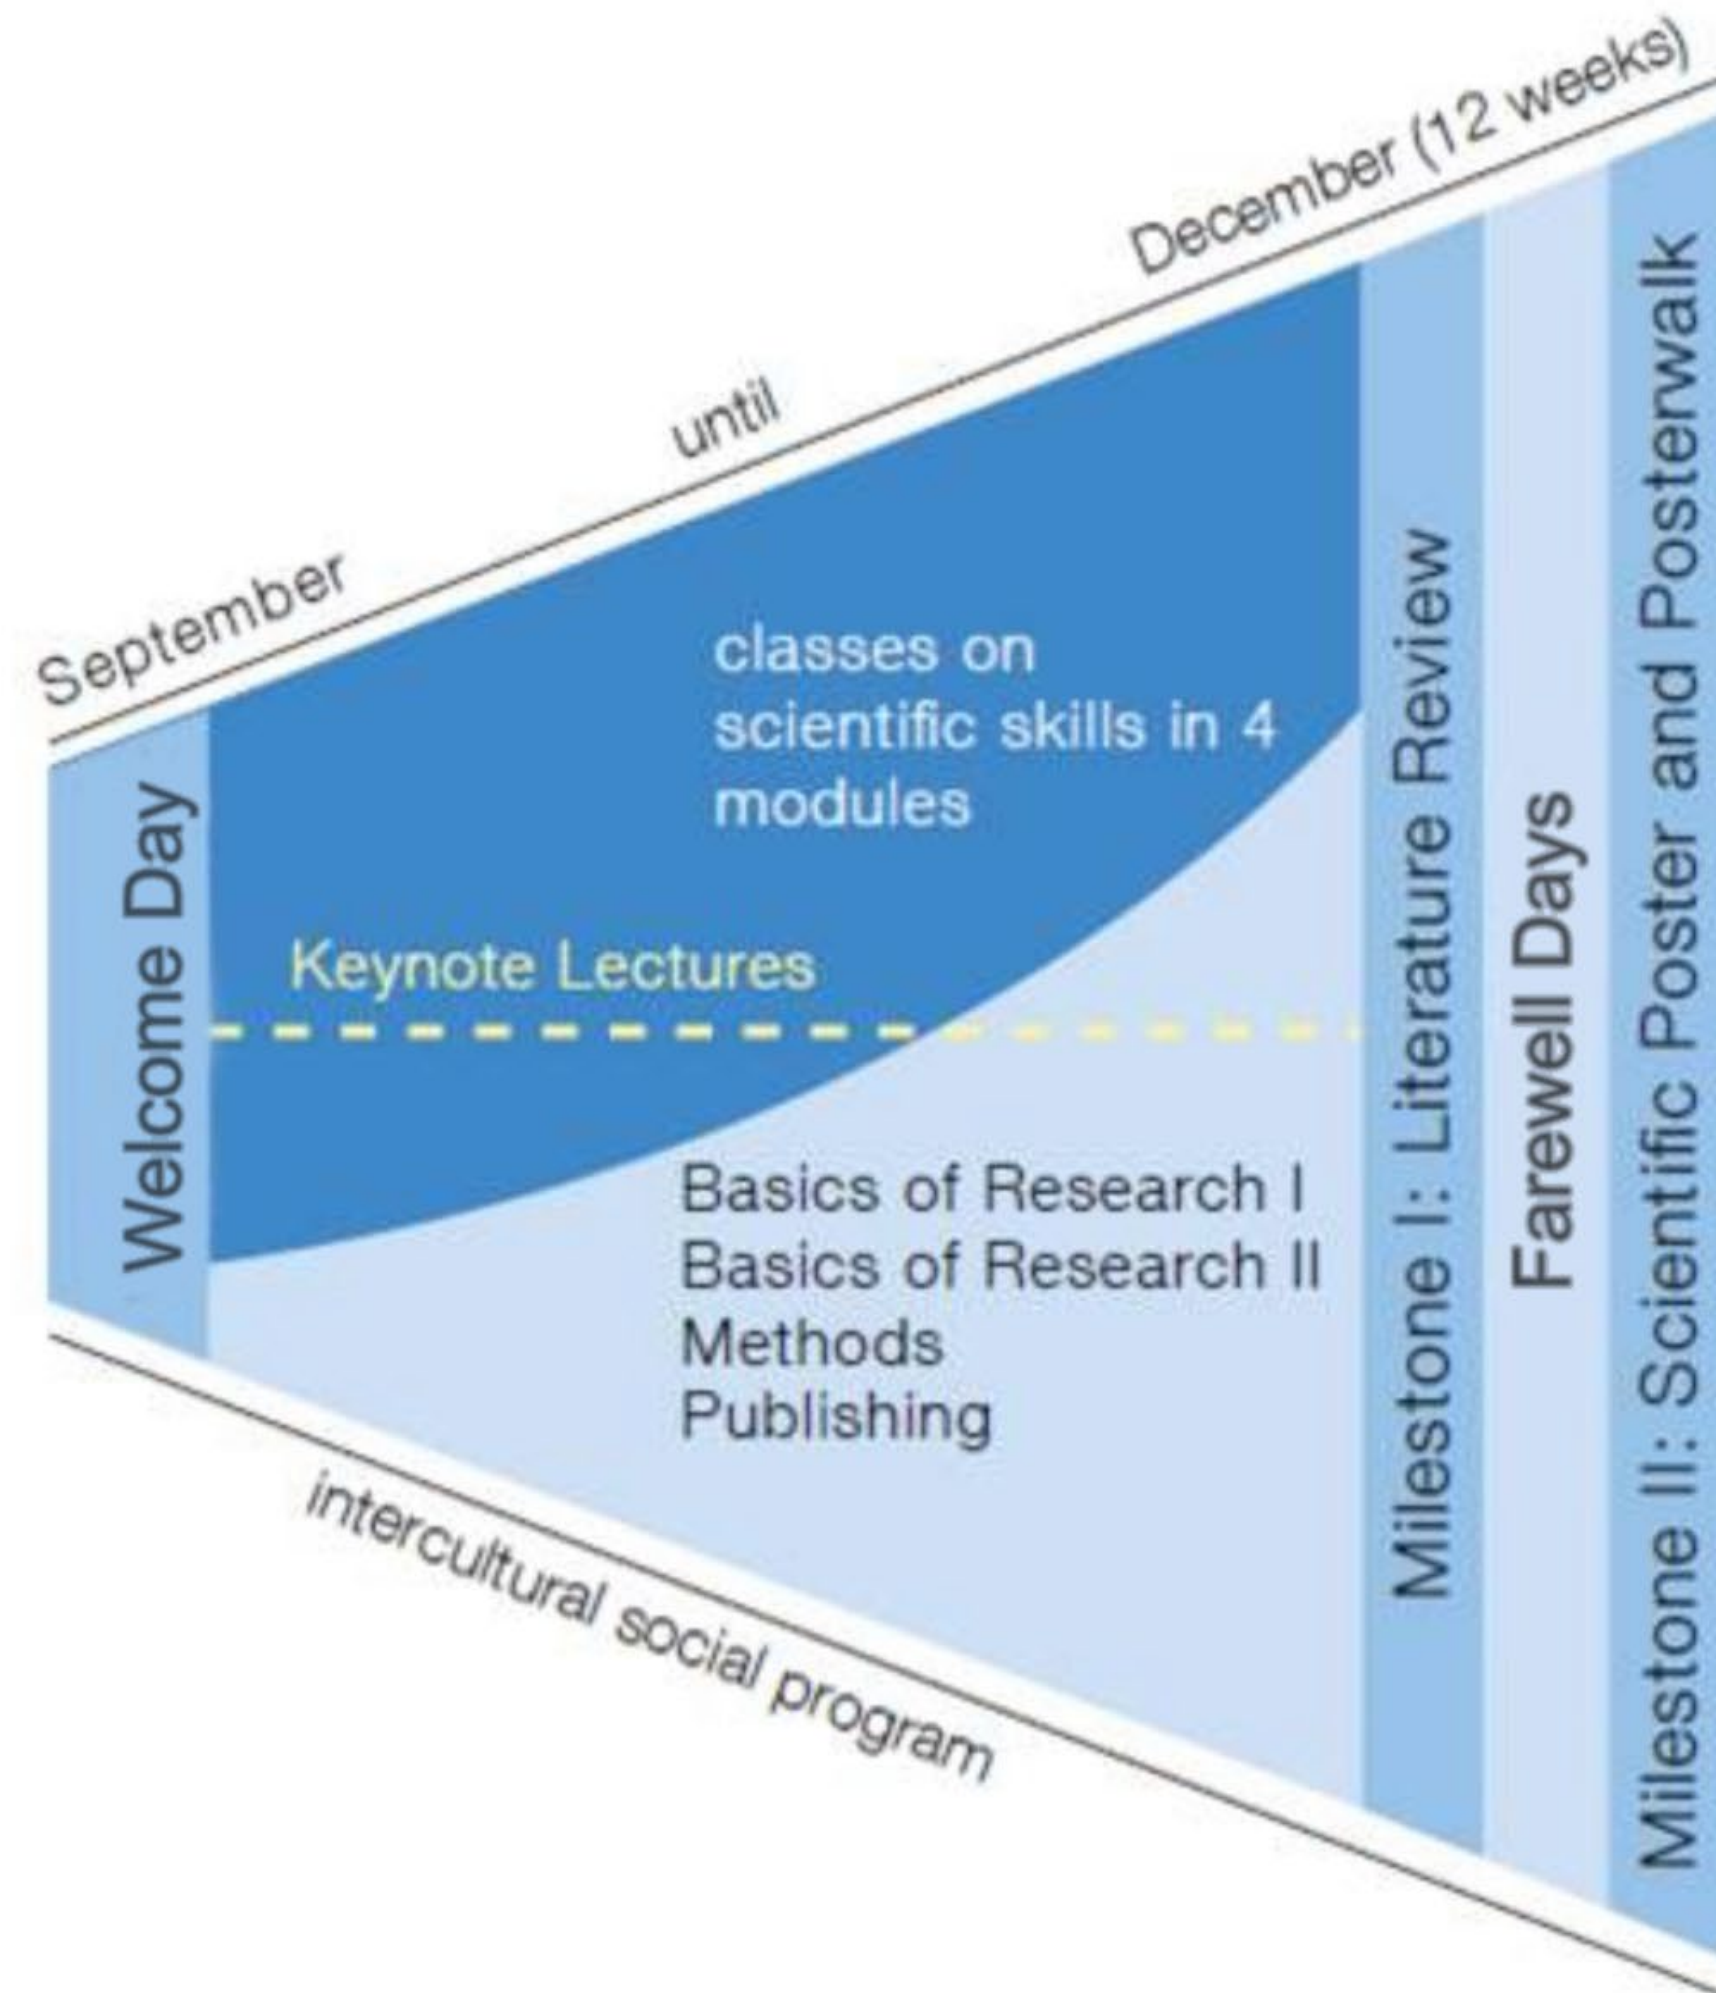 September
until
December (12 weeks)
Welcome Day
classes on
scientific skills in 4
modules
Keynote Lectures
Basics of Research I
Basics of Research II
Methods
Publishing
Milestone I: Literature Review
Farewell Days
Milestone II: Scientific Poster and Posterwalk
intercultural social program